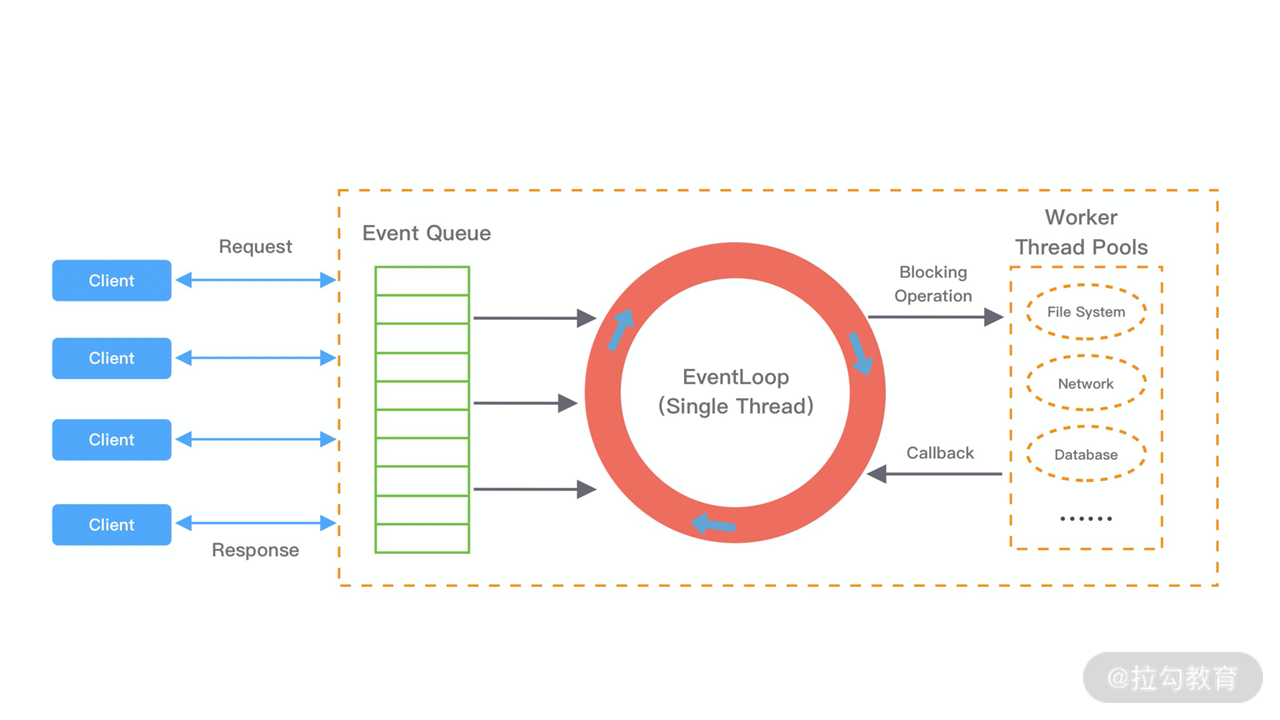 Request
Client
Client
Client
Client
Response
Event Queue
EventLoop
(Single Thread)
Blocking
Operation
Callback
Worker
Thread Pools
File System
Network
Database
......
@拉勾教育